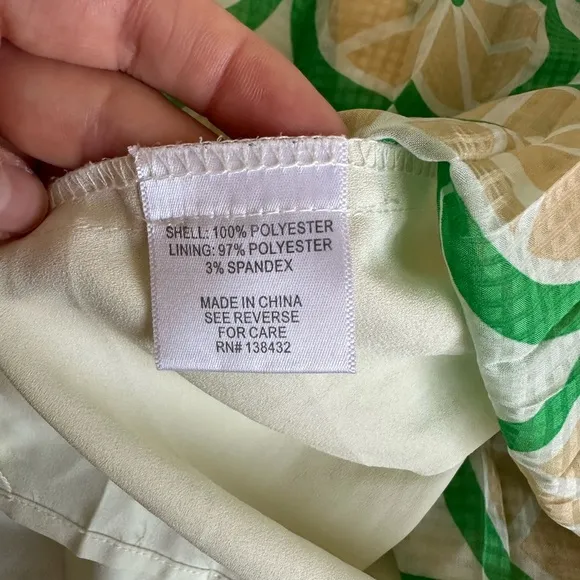 SHELL: 100% POLYESTER
LINING: 97% POLYESTER
3% SPANDEX
MADE IN CHINA
SEE REVERSE
FOR CARE
RN# 138432